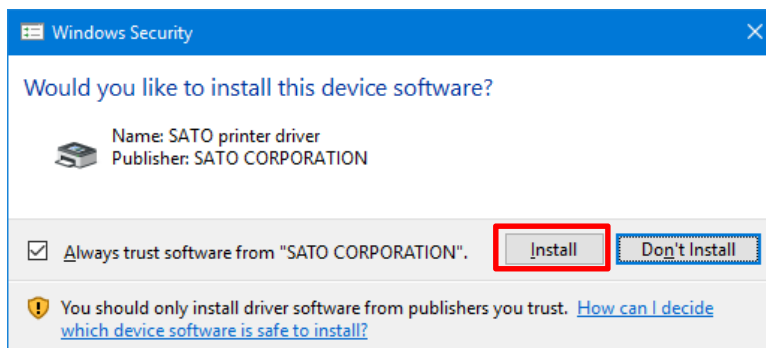 Windows Security
Would you like to install this device software?
Name: SATO printer driver
Publisher: SATO CORPORATION
Always trust software from "SATO CORPORATION".
Install
Don't Install
You should only install driver software from publishers you trust. How can I decide
which device software is safe to install?